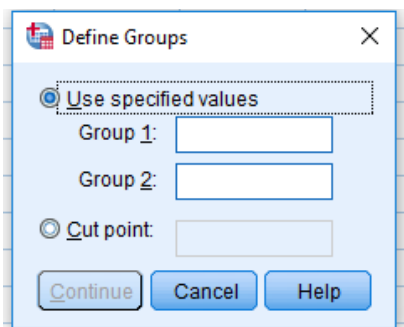 Define Groups
Use specified values
Group 1:
Group 2:
Cut point:
Continue Cancel Help